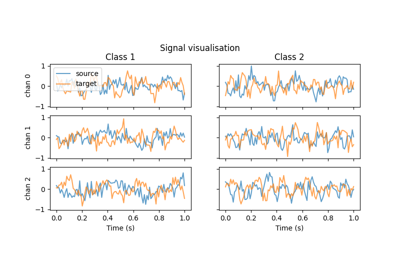 Signal visualisation
Class 1
Class 2
source
target
chan 0
1
0
−1
chan 1
1
0
−1
chan 2
1
0
−1
0.0 0.2 0.4 0.6 0.8 1.0
0.0 0.2 0.4 0.6 0.8 1.0
Time (s)
Time (s)